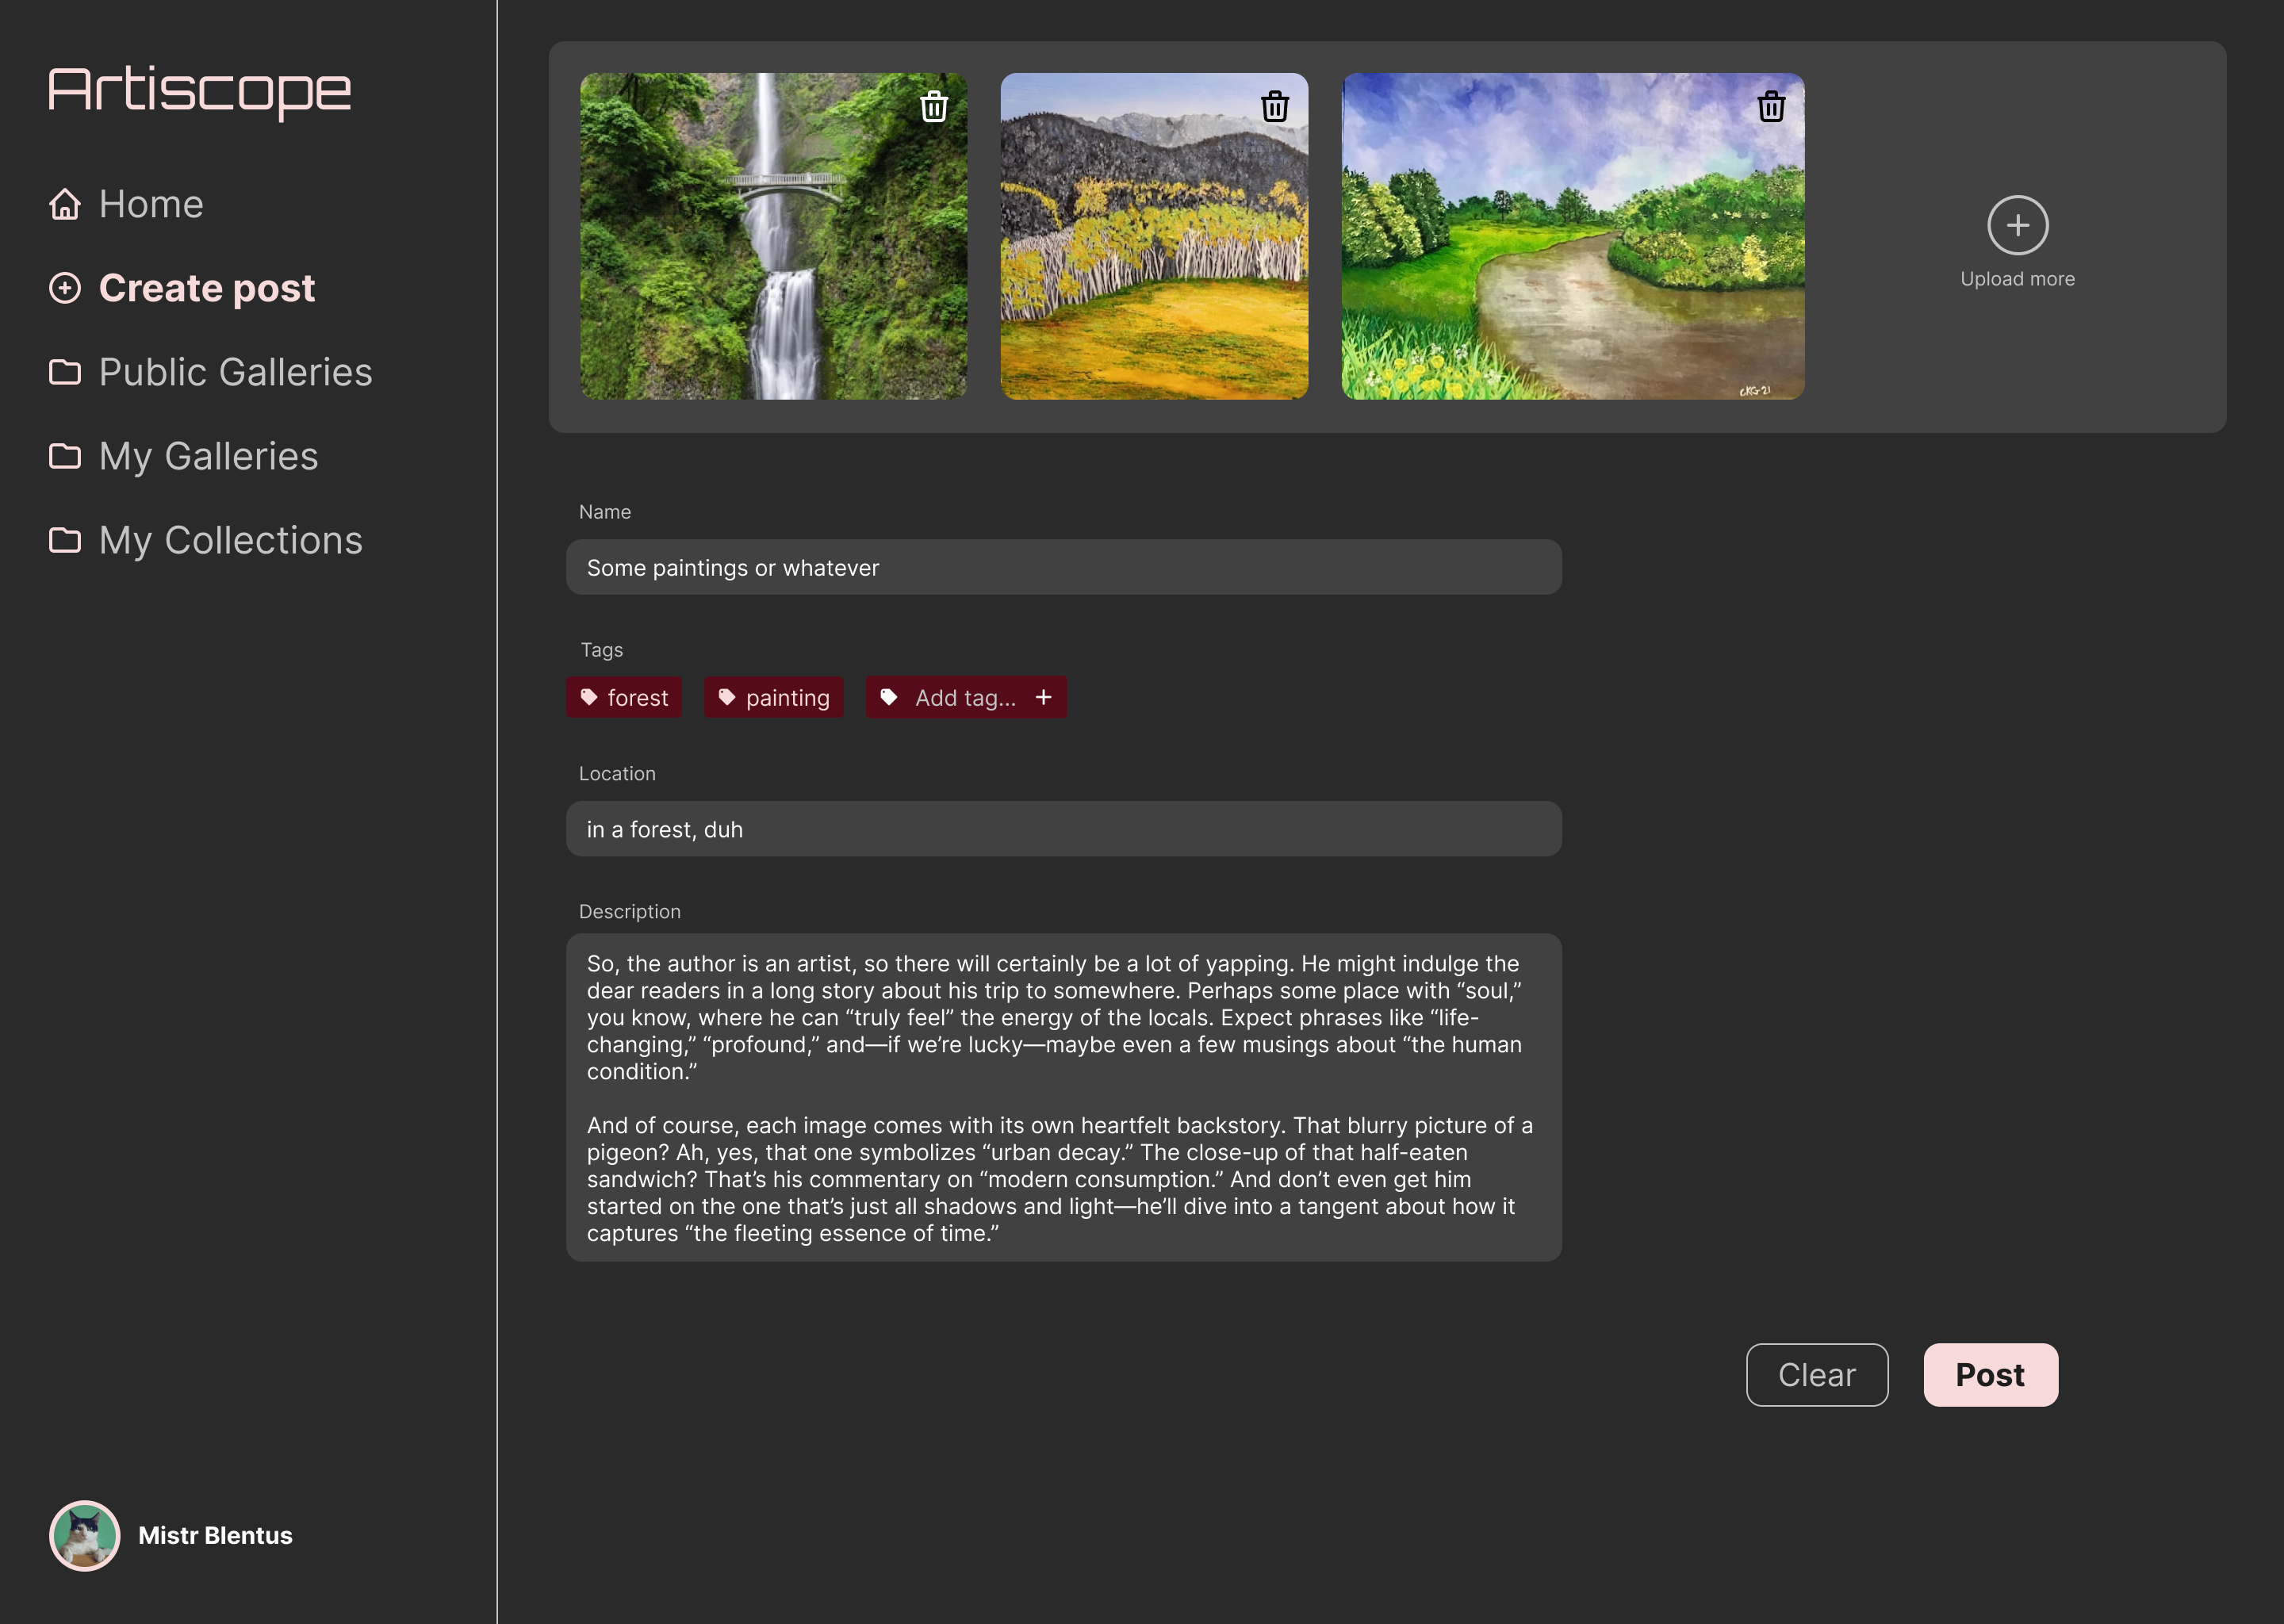 Artiscope
Home
Create post
Public Galleries
My Galleries
My Collections
Mistr Blentus
Upload more
Name
Some paintings or whatever
Tags
forest
painting
Add tag...
Location
in a forest, duh
Description
So, the author is an artist, so there will certainly be a lot of yapping. He might indulge the
dear readers in a long story about his trip to somewhere. Perhaps some place with “soul,”
you know, where he can “truly feel” the energy of the locals. Expect phrases like “life-
changing,” “profound,” and—if we’re lucky—maybe even a few musings about “the human
condition.”
And of course, each image comes with its own heartfelt backstory. That blurry picture of a
pigeon? Ah, yes, that one symbolizes “urban decay.” The close-up of that half-eaten
sandwich? That’s his commentary on “modern consumption.” And don’t even get him
started on the one that’s just all shadows and light—he’ll dive into a tangent about how it
captures “the fleeting essence of time.”
Clear
Post